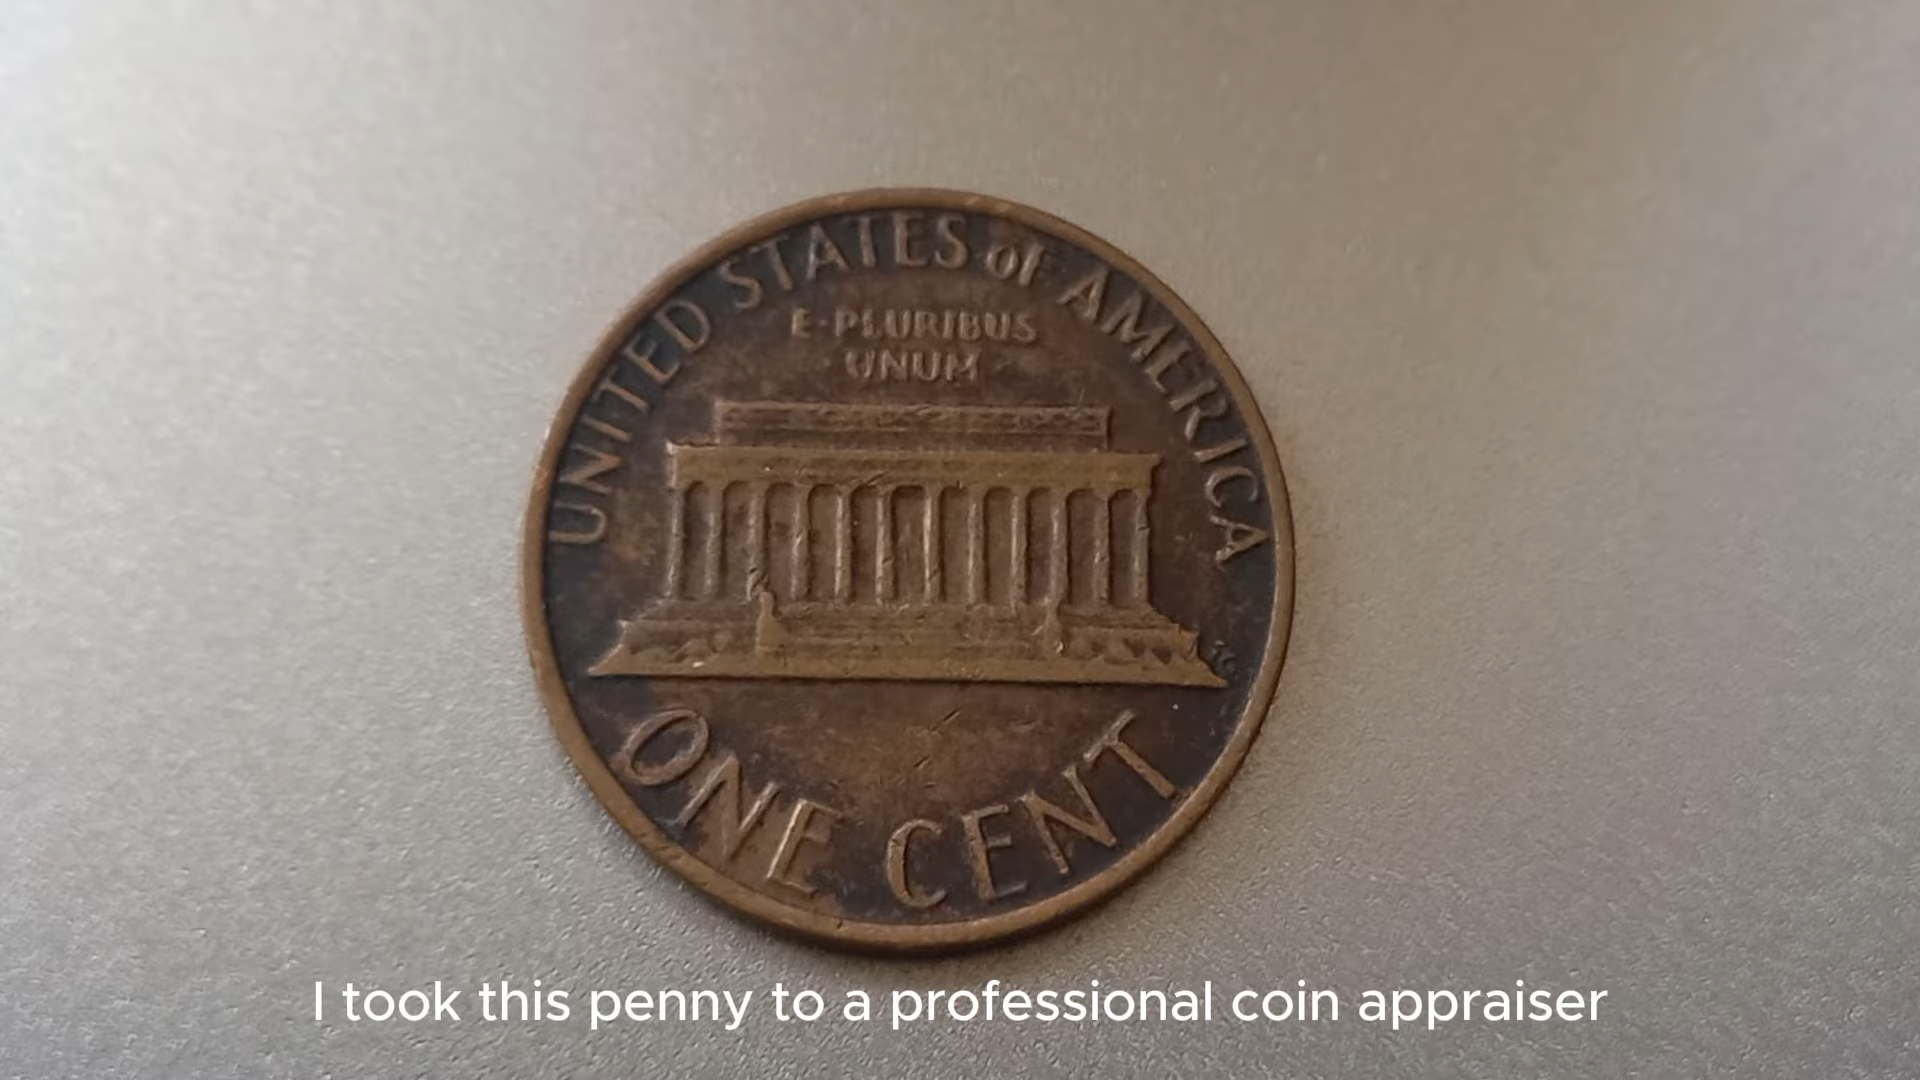 UNITED STATES of AMERICA
E·PLURIBUS
UNUM
ONE CENT
I took this penny to a professional coin appraiser